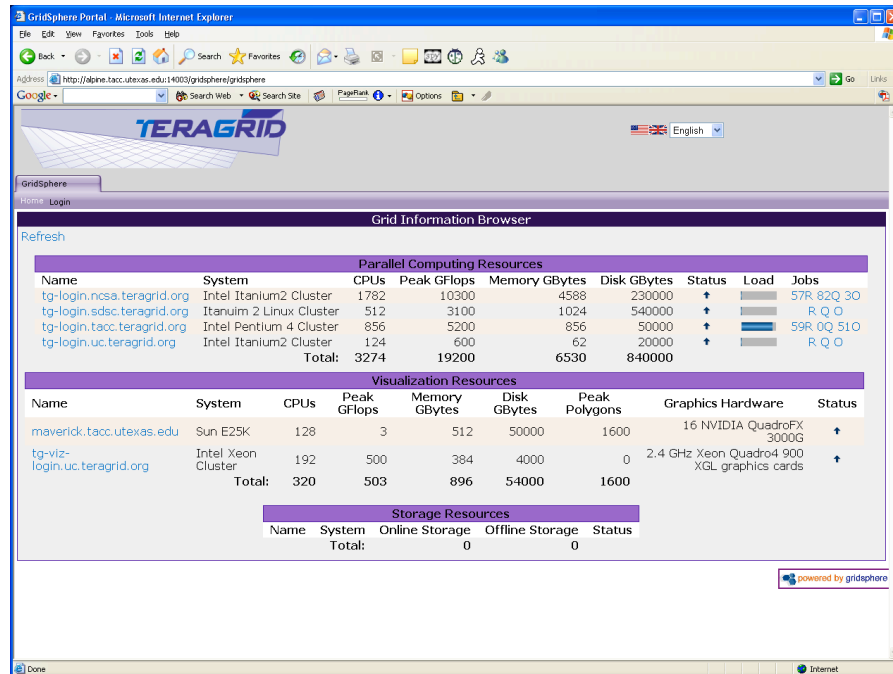 GridSphere Portal - Microsoft Internet Explorer
File Edit View Favorites Tools Help
Back Search Favorites
Address http://alpine.tacc.utexas.edu:14003/gridsphere/gridsphere Go Links
Google Search Web Search Site PageRank Options
TERAGRID
English
GridSphere
Home Login
Grid Information Browser
Refresh
Parallel Computing Resources
Name System CPUs Peak GFlops Memory GBytes Disk GBytes Status Load Jobs
tg-login.ncsa.teragrid.org Intel Itanium2 Cluster 1782 10300 4588 230000 57R 82Q 3O
tg-login.sdsc.teragrid.org Itanuim 2 Linux Cluster 512 3100 1024 540000 R Q O
tg-login.tacc.teragrid.org Intel Pentium 4 Cluster 856 5200 856 50000 59R 0Q 51O
tg-login.uc.teragrid.org Intel Itanium2 Cluster 124 600 62 20000 R Q O
Total: 3274 19200 6530 840000
Visualization Resources
Name System CPUs Peak GFlops Memory GBytes Disk GBytes Peak Polygons Graphics Hardware Status
maverick.tacc.utexas.edu Sun E25K 128 3 512 50000 1600 16 NVIDIA QuadroFX 3000G
tg-viz-login.uc.teragrid.org Intel Xeon Cluster 192 500 384 4000 0 2.4 GHz Xeon Quadro4 900 XGL graphics cards
Total: 320 503 896 54000 1600
Storage Resources
Name System Online Storage Offline Storage Status
Total: 0 0
powered by gridsphere
Done Internet